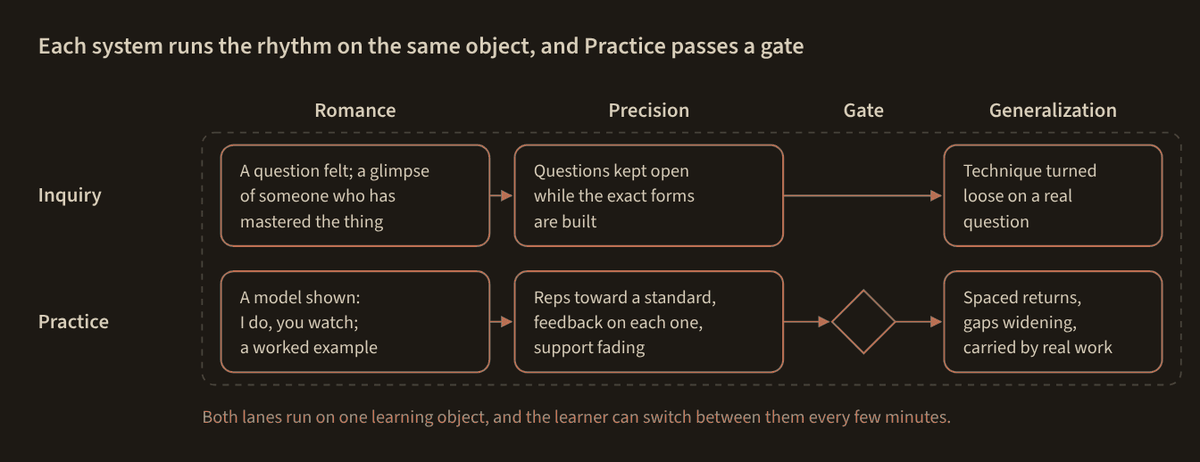 Each system runs the rhythm on the same object, and Practice passes a gate
Romance
Precision
Gate
Generalization
Inquiry
A question felt; a glimpse
of someone who has
mastered the thing
Questions kept open
while the exact forms
are built
Technique turned
loose on a real
question
Practice
A model shown:
I do, you watch;
a worked example
Reps toward a standard,
feedback on each one,
support fading
Spaced returns,
gaps widening,
carried by real work
Both lanes run on one learning object, and the learner can switch between them every few minutes.